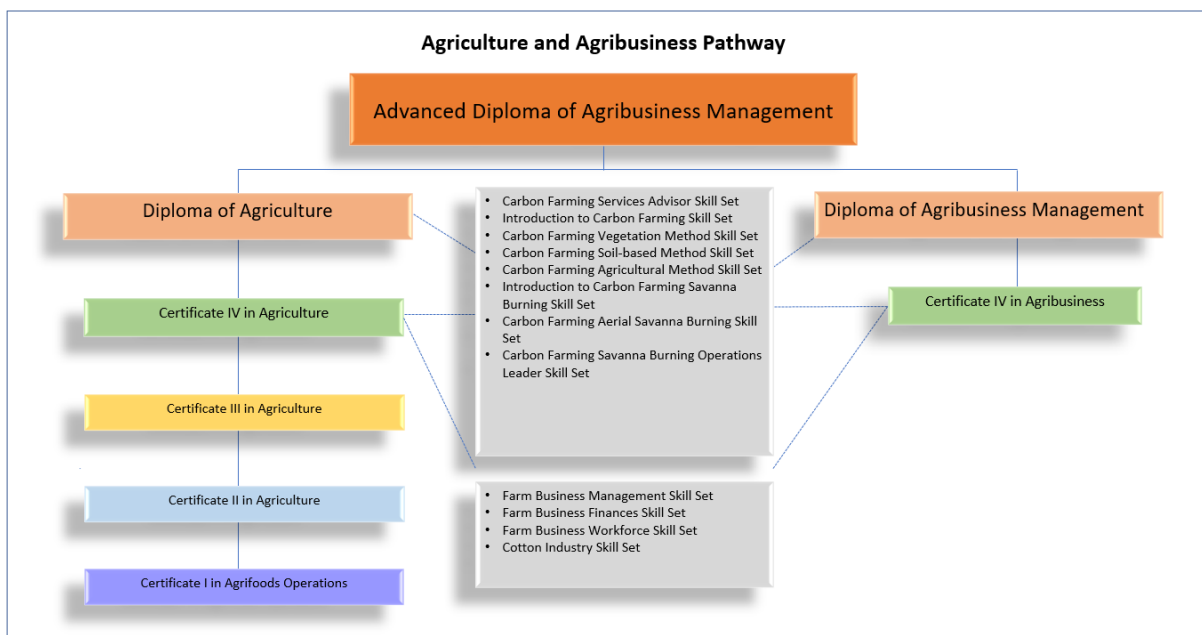 Agriculture and Agribusiness Pathway
Advanced Diploma of Agribusiness Management
Diploma of Agriculture
Certificate IV in Agriculture
Certificate III in Agriculture
Certificate II in Agriculture
Certificate I in Agrifoods Operations
• Carbon Farming Services Advisor Skill Set
• Introduction to Carbon Farming Skill Set
• Carbon Farming Vegetation Method Skill Set
• Carbon Farming Soil-based Method Skill Set
• Carbon Farming Agricultural Method Skill Set
• Introduction to Carbon Farming Savanna
Burning Skill Set
• Carbon Farming Aerial Savanna Burning Skill
Set
• Carbon Farming Savanna Burning Operations
Leader Skill Set
• Farm Business Management Skill Set
• Farm Business Finances Skill Set
• Farm Business Workforce Skill Set
• Cotton Industry Skill Set
Diploma of Agribusiness Management
Certificate IV in Agribusiness